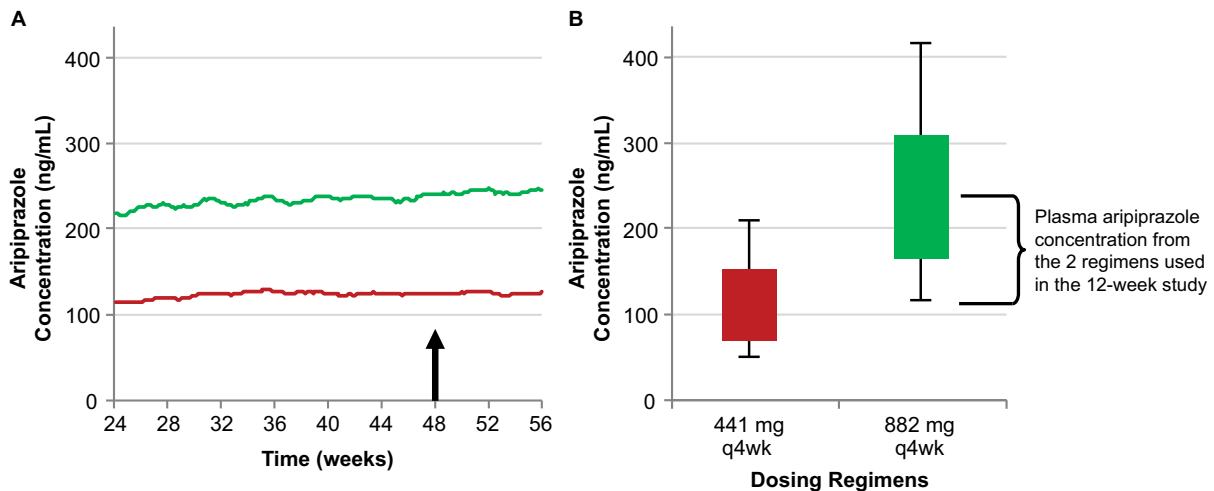 A
Aripiprazole
Concentration (ng/mL)
400
300
200
100
0
24 28 32 36 40 44 48 52 56
Time (weeks)
B
Aripiprazole
Concentration (ng/mL)
400
300
200
100
0
441 mg
q4wk
882 mg
q4wk
Dosing Regimens
Plasma aripiprazole
concentration from
the 2 regimens used
in the 12-week study